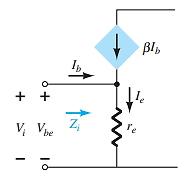 βI_b
I_b
I_e
+ +
V_i V_be Z_i r_e
− −